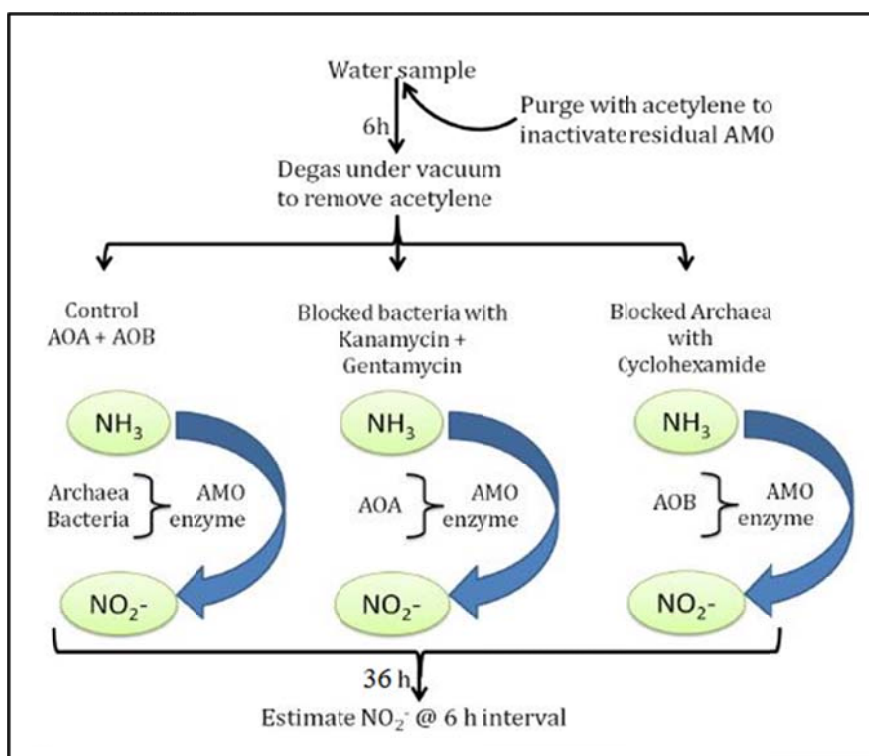 Water sample
6h
Purge with acetylene to
inactivate residual AMO
Degas under vacuum
to remove acetylene
Control
AOA + AOB
Blocked bacteria with
Kanamycin +
Gentamycin
Blocked Archaea
with
Cyclohexamide
NH₃
Archaea
Bacteria
AMO
enzyme
NO₂-
NH₃
AOA
AMO
enzyme
NO₂-
NH₃
AOB
AMO
enzyme
NO₂-
36 h
Estimate NO₂⁻ @ 6 h interval